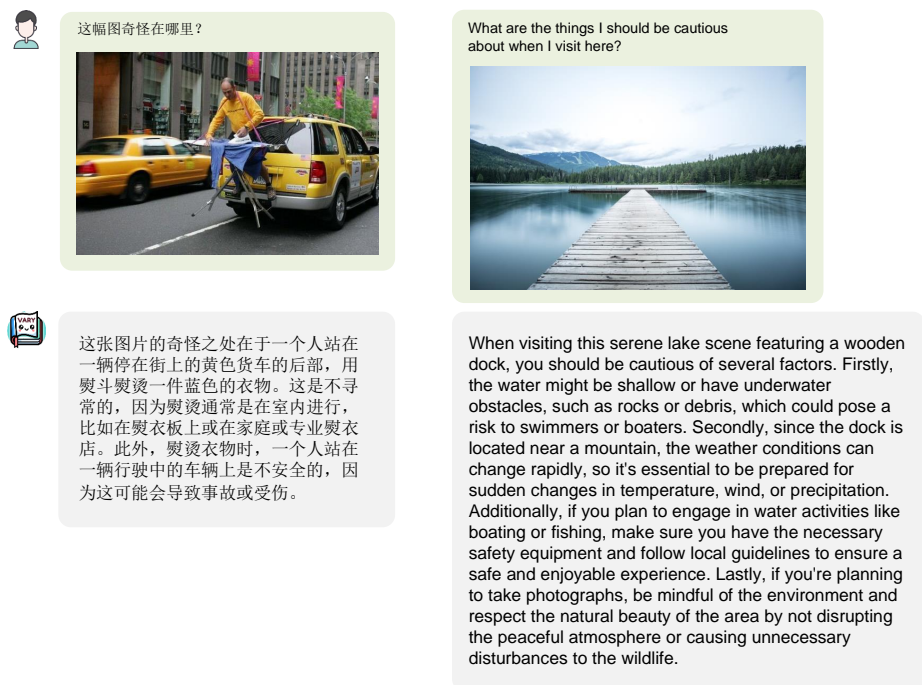 这幅图奇怪在哪里？
What are the things I should be cautious
about when I visit here?
VARY
这张图片的奇怪之处在于一个人站在
一辆停在街上的黄色货车的后部，用
熨斗熨烫一件蓝色的衣物。这是不寻
常的，因为熨烫通常是在室内进行，
比如在熨衣板上或在家庭或专业熨衣
店。此外，熨烫衣物时，一个人站在
一辆行驶中的车辆上是不安全的，因
为这可能会导致事故或受伤。
When visiting this serene lake scene featuring a wooden
dock, you should be cautious of several factors. Firstly,
the water might be shallow or have underwater
obstacles, such as rocks or debris, which could pose a
risk to swimmers or boaters. Secondly, since the dock is
located near a mountain, the weather conditions can
change rapidly, so it's essential to be prepared for
sudden changes in temperature, wind, or precipitation.
Additionally, if you plan to engage in water activities like
boating or fishing, make sure you have the necessary
safety equipment and follow local guidelines to ensure a
safe and enjoyable experience. Lastly, if you're planning
to take photographs, be mindful of the environment and
respect the natural beauty of the area by not disrupting
the peaceful atmosphere or causing unnecessary
disturbances to the wildlife.